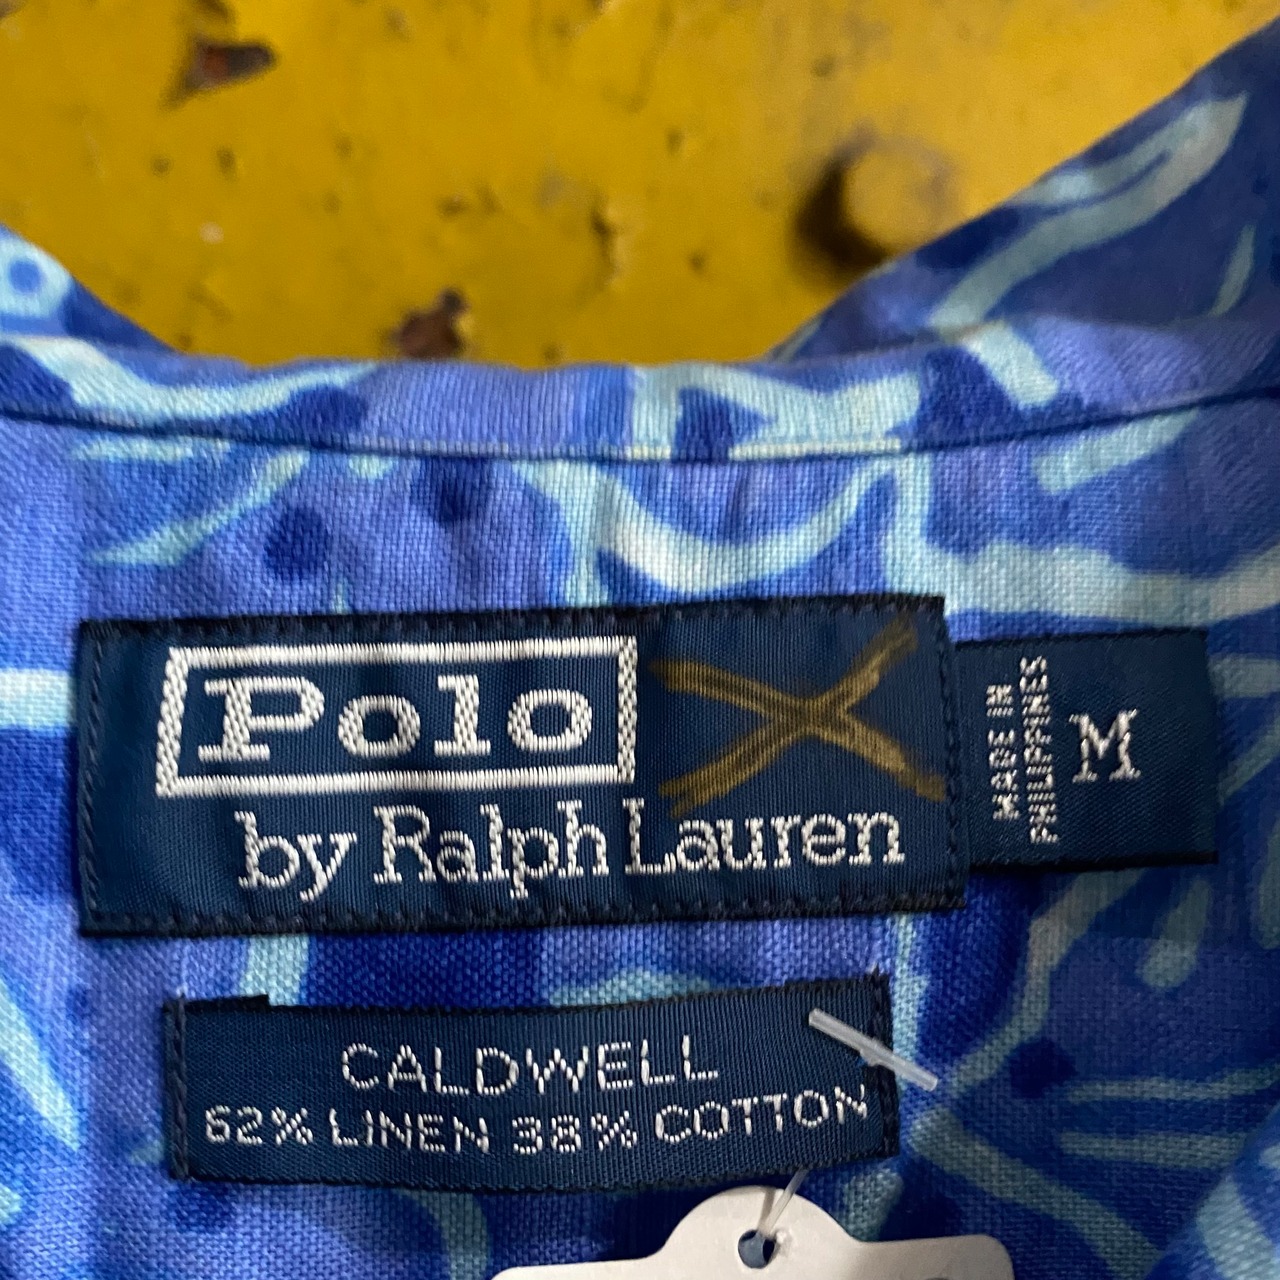 Polo
by Ralph Lauren
MADE IN
PHILIPPINES
M
CALDWELL
62% LINEN 38% COTTON